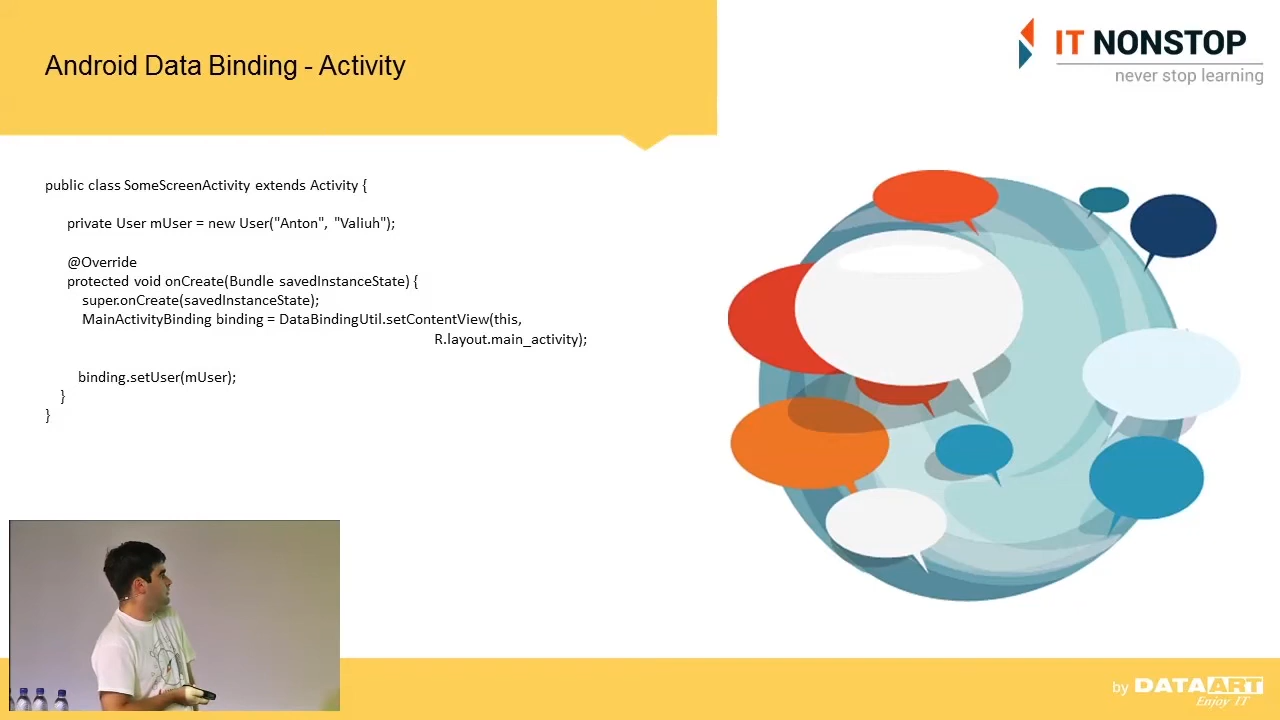 Android Data Binding - Activity
IT NONSTOP
never stop learning
public class SomeScreenActivity extends Activity {
private User mUser = new User("Anton", "Valiuh");
@Override
protected void onCreate(Bundle savedInstanceState) {
super.onCreate(savedInstanceState);
MainActivityBinding binding = DataBindingUtil.setContentView(this,
R.layout.main_activity);
binding.setUser(mUser);
}
}
by DATAART
Enjoy IT